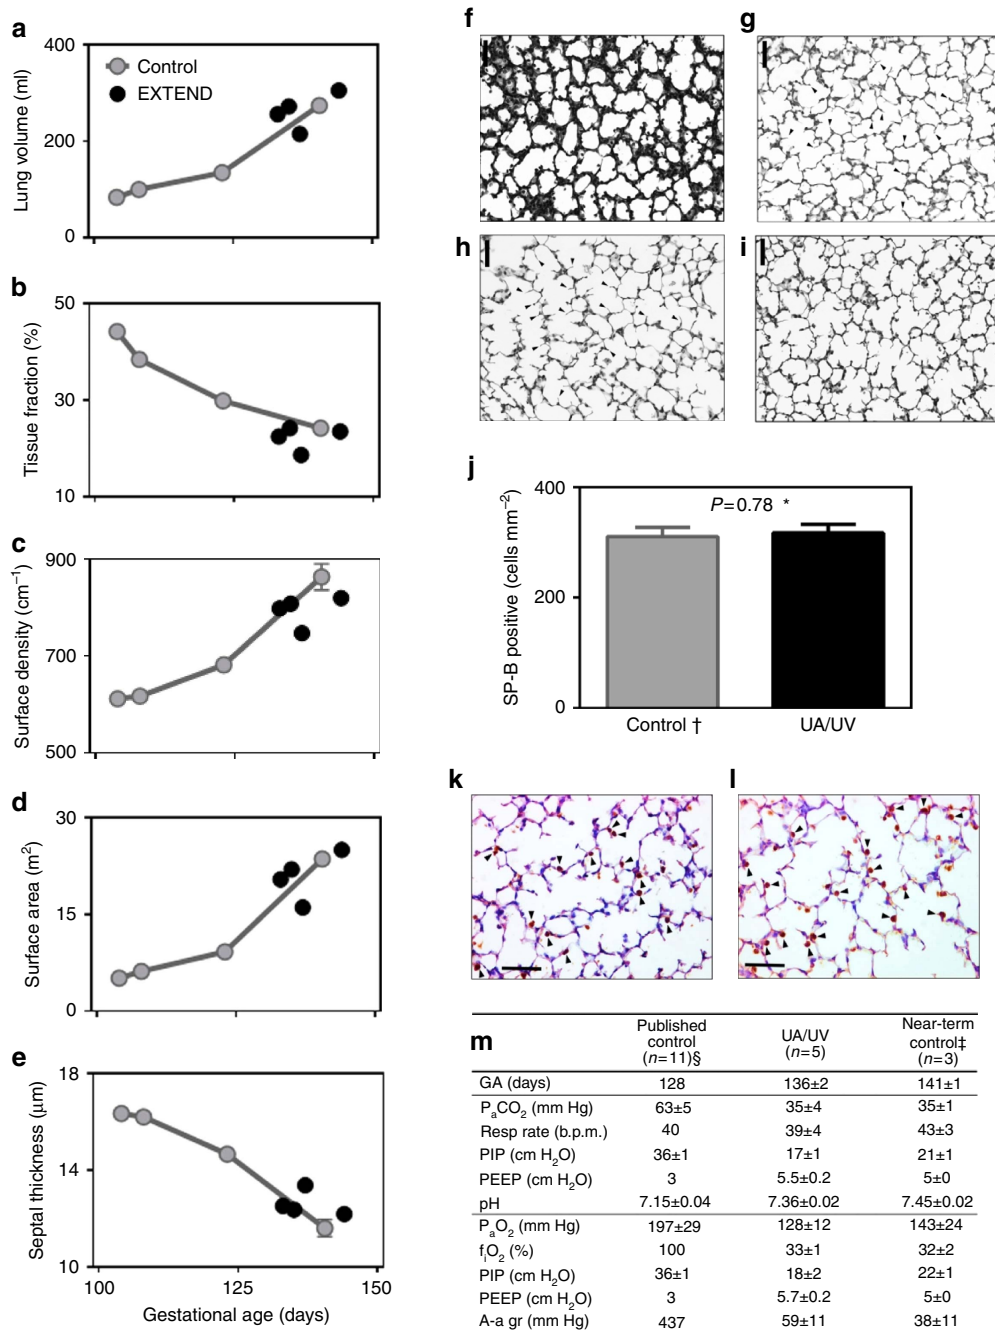 a
400
200
0
Lung volume (ml)
Control
EXTEND
b
50
30
10
Tissue fraction (%)
c
900
700
500
Surface density (cm⁻¹)
d
30
15
0
Surface area (m²)
e
18
14
10
Septal thickness (μm)
100 125 150
Gestational age (days)
f
g
h
i
j
400
200
0
SP-B positive (cells mm⁻²)
P=0.78 *
Control †
UA/UV
k
l
m
Published control (n=11)§ UA/UV (n=5) Near-term control‡ (n=3)
GA (days) 128 136±2 141±1
PₐCO₂ (mm Hg) 63±5 35±4 35±1
Resp rate (b.p.m.) 40 39±4 43±3
PIP (cm H₂O) 36±1 17±1 21±1
PEEP (cm H₂O) 3 5.5±0.2 5±0
pH 7.15±0.04 7.36±0.02 7.45±0.02
PₐO₂ (mm Hg) 197±29 128±12 143±24
fᵢO₂ (%) 100 33±1 32±2
PIP (cm H₂O) 36±1 18±2 22±1
PEEP (cm H₂O) 3 5.7±0.2 5±0
A-a gr (mm Hg) 437 59±11 38±11